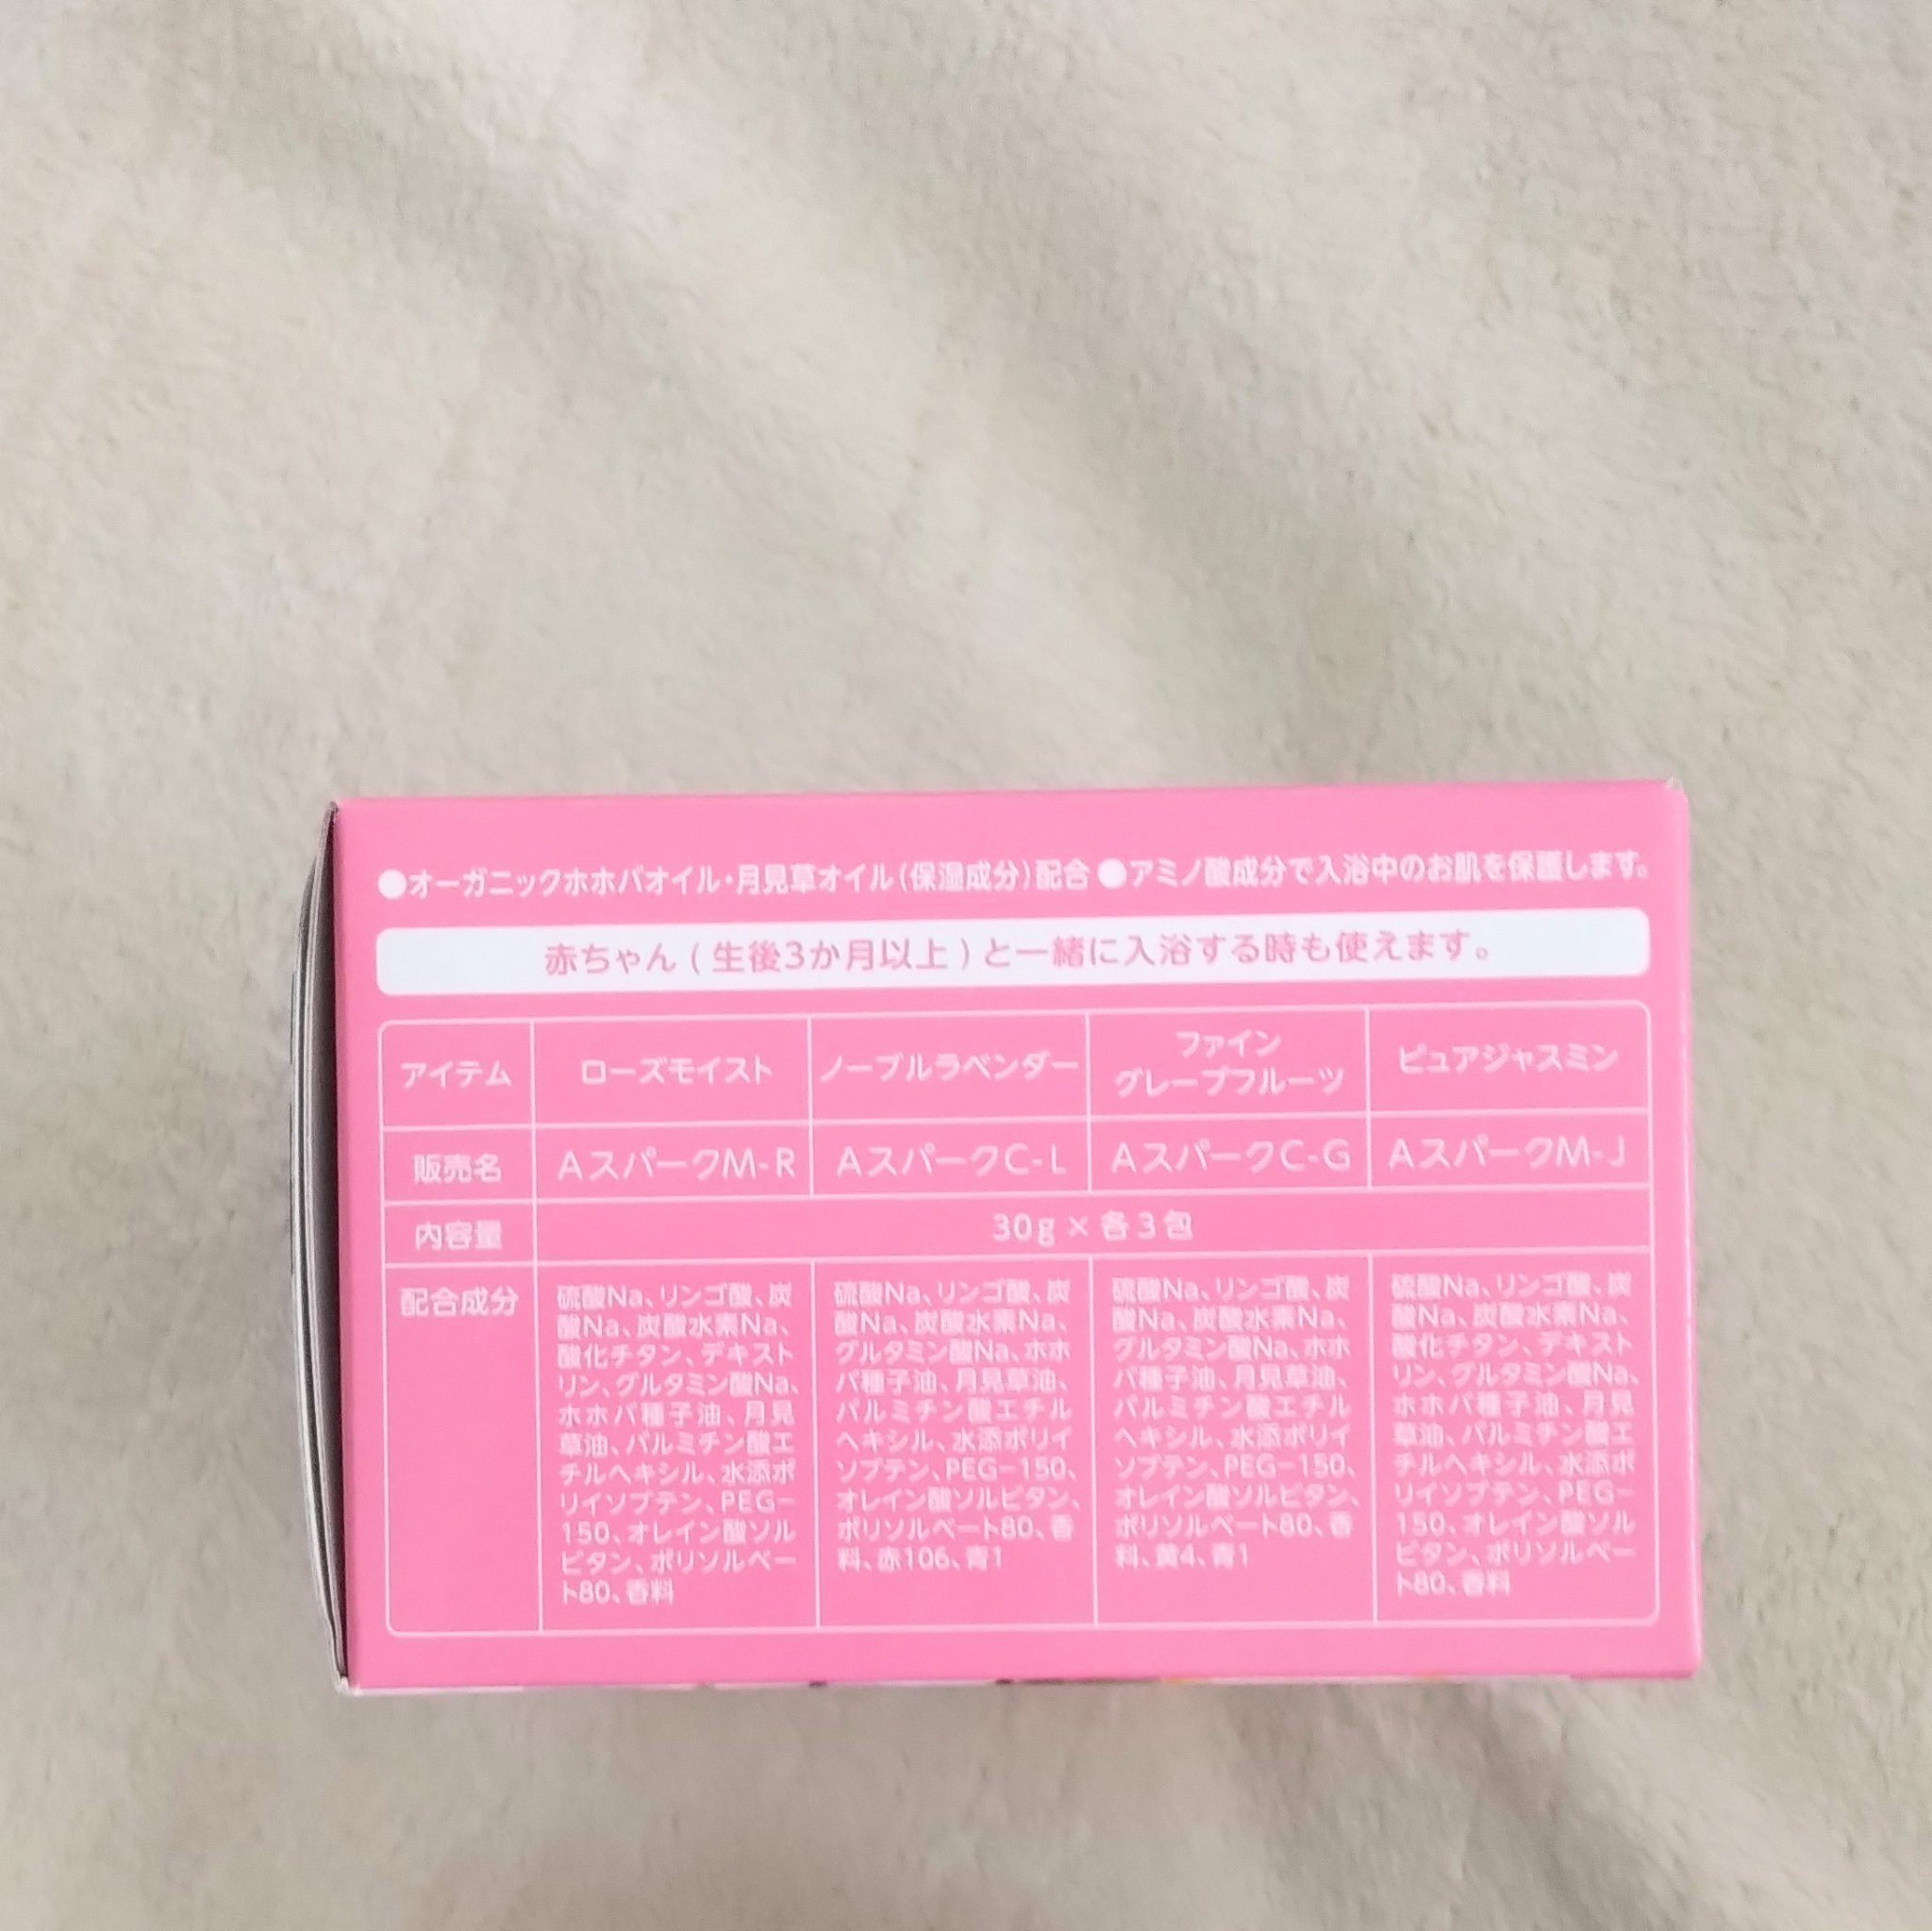 ●オーガニックホホバオイル・月見草オイル(保湿成分)配合 ●アミノ酸成分で入浴中のお肌を保護します。
赤ちゃん(生後3か月以上)と一緒に入浴する時も使えます。
アイテム
ローズモイスト
ノーブルラベンダー
ファイン
グレープフルーツ
ピュアジャスミン
販売名
AスパークM-R
AスパークC-L
AスパークC-G
AスパークM-J
内容量
30g×各3包
配合成分
硫酸Na、リンゴ酸、炭
酸Na、炭酸水素Na、
酸化チタン、デキスト
リン、グルタミン酸Na、
ホホバ種子油、月見
草油、パルミチン酸エ
チルヘキシル、水添ポ
リイソブテン、PEG-
150、オレイン酸ソル
ビタン、ポリソルベー
ト80、香料
硫酸Na、リンゴ酸、炭
酸Na、炭酸水素Na、
グルタミン酸Na、ホホ
バ種子油、月見草油、
パルミチン酸エチル
ヘキシル、水添ポリイ
ソブテン、PEG-150、
オレイン酸ソルビタン、
ポリソルベート80、香
料、赤106、青1
硫酸Na、リンゴ酸、炭
酸Na、炭酸水素Na、
グルタミン酸Na、ホホ
バ種子油、月見草油、
パルミチン酸エチル
ヘキシル、水添ポリイ
ソブテン、PEG-150、
オレイン酸ソルビタン、
ポリソルベート80、香
料、黄4、青1
硫酸Na、リンゴ酸、炭
酸Na、炭酸水素Na、
酸化チタン、デキスト
リン、グルタミン酸Na、
ホホバ種子油、月見
草油、パルミチン酸エ
チルヘキシル、水添ポ
リイソブテン、PEG-
150、オレイン酸ソル
ビタン、ポリソルベー
ト80、香料